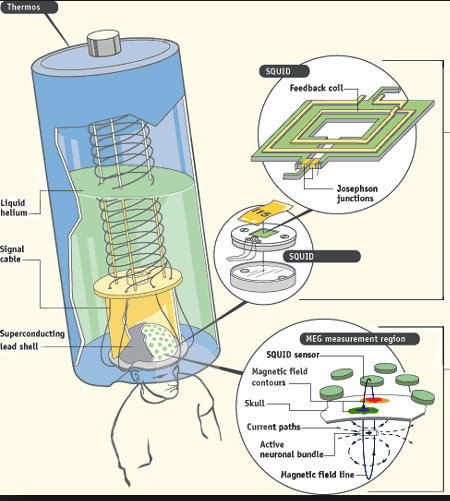 Thermos
SQUID
Feedback coil
Josephson
junctions
Liquid
helium
115
SQUID
Signal
cable
Superconducting
lead shell
MEG measurement region
SQUID sensor
Magnetic field
contours
Skull
Current paths
Active
neuronal bundle
Magnetic field line